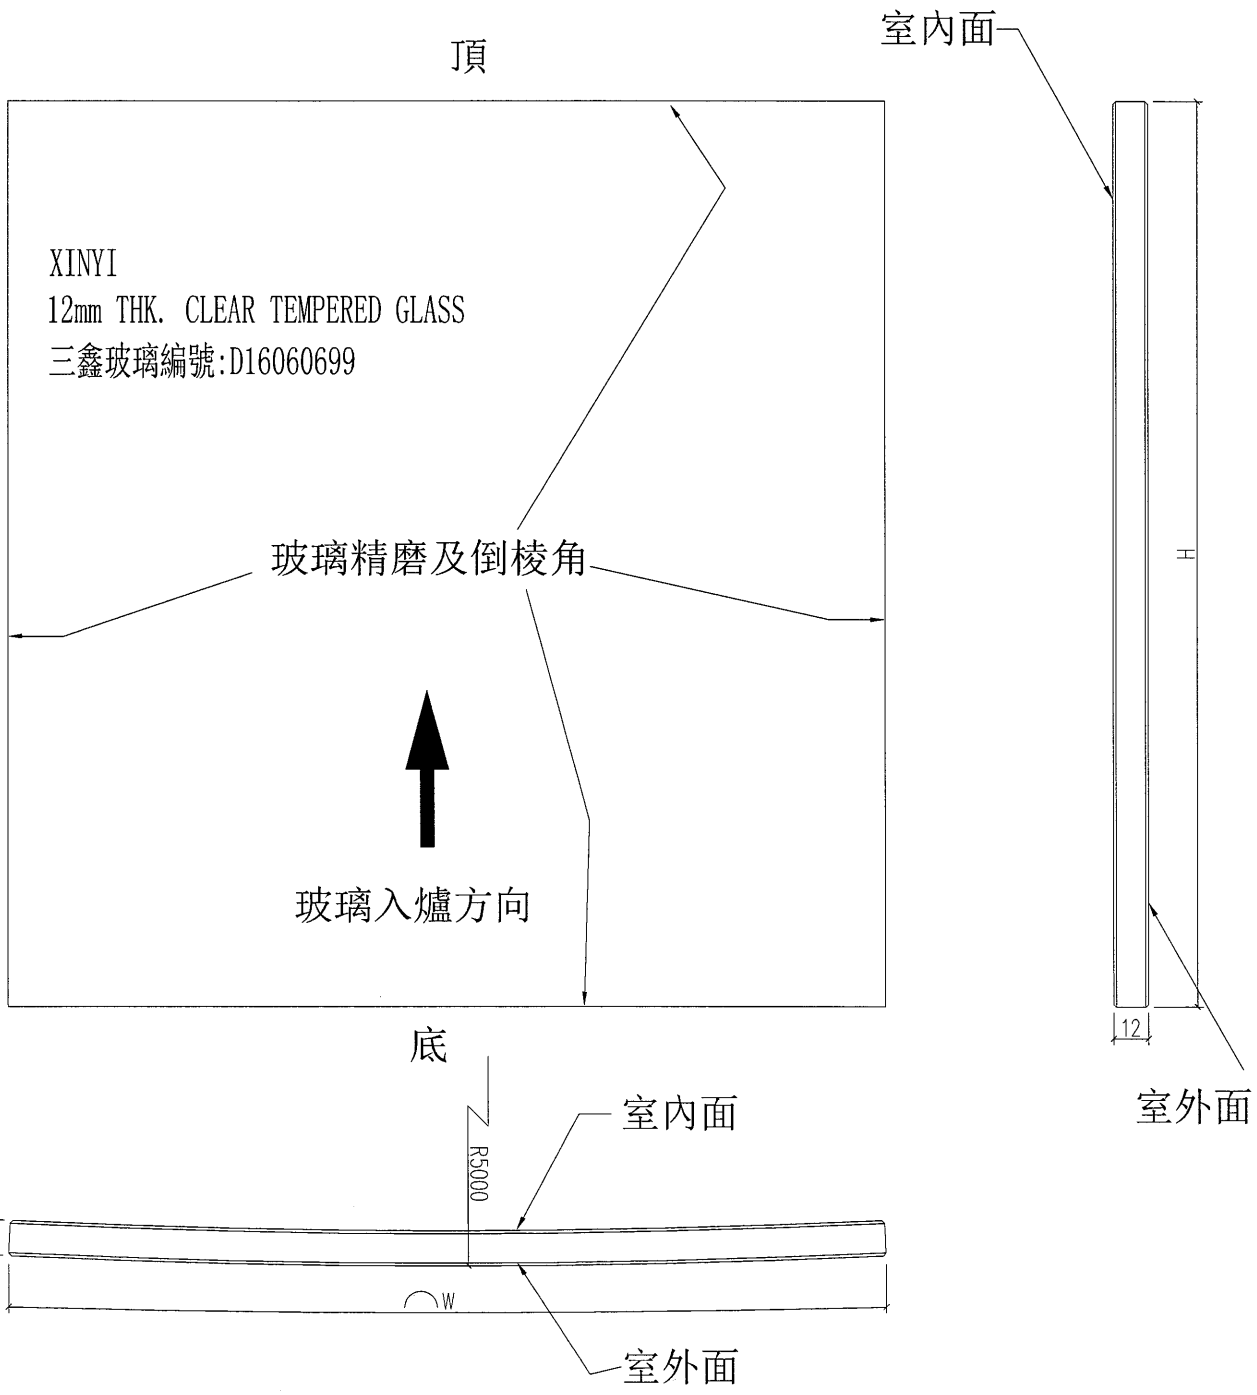 室內面
頂
XINYI
12mm THK. CLEAR TEMPERED GLASS
三鑫玻璃編號:D16060699
玻璃精磨及倒棱角
H
玻璃入爐方向
12
底
室外面
室內面
R5000
W
室外面